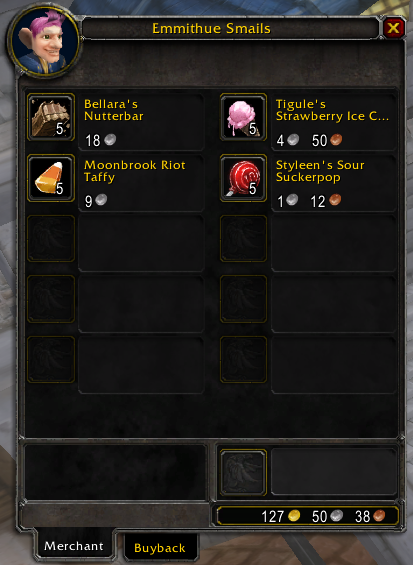 Emmithue Smails
Bellara's
Nutterbar
5
18
Tigule's
Strawberry Ice C...
5
4 50
Moonbrook Riot
Taffy
5
9
Styleen's Sour
Suckerpop
5
1 12
127 50 38
Merchant
Buyback